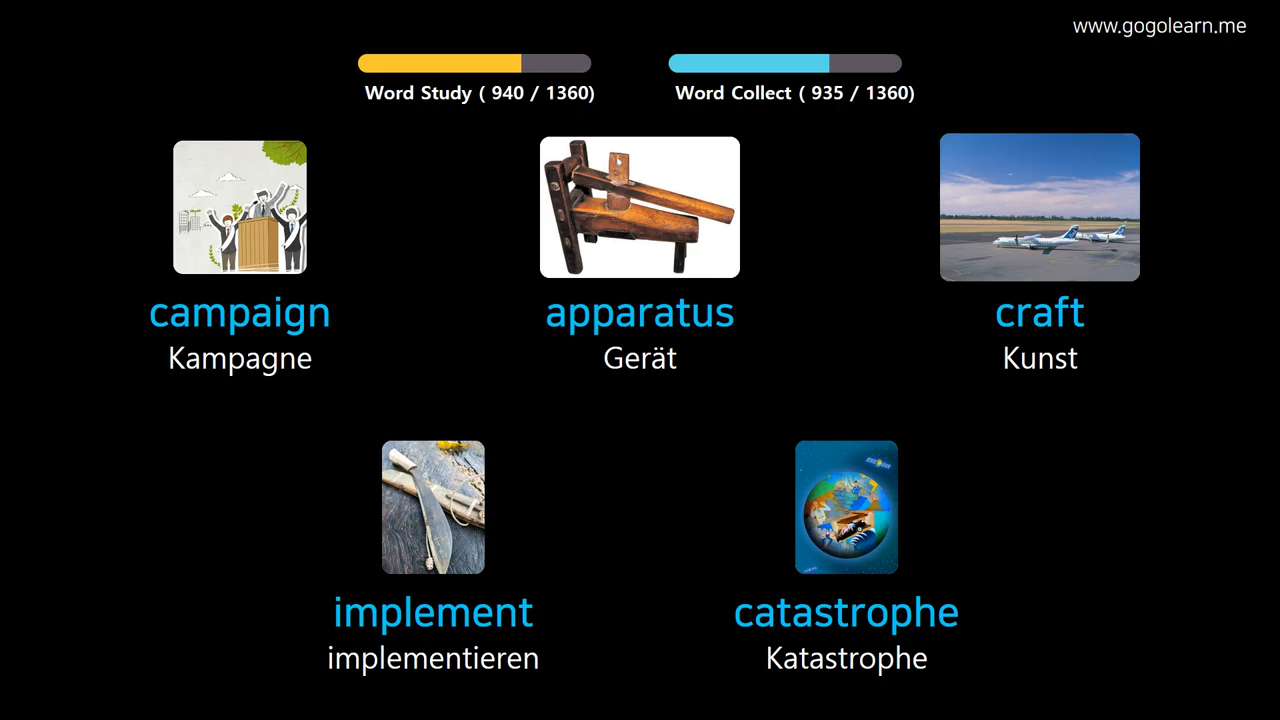 www.gogolearn.me
Word Study ( 940 / 1360)
Word Collect ( 935 / 1360)
campaign
Kampagne
apparatus
Gerät
craft
Kunst
implement
implementieren
catastrophe
Katastrophe